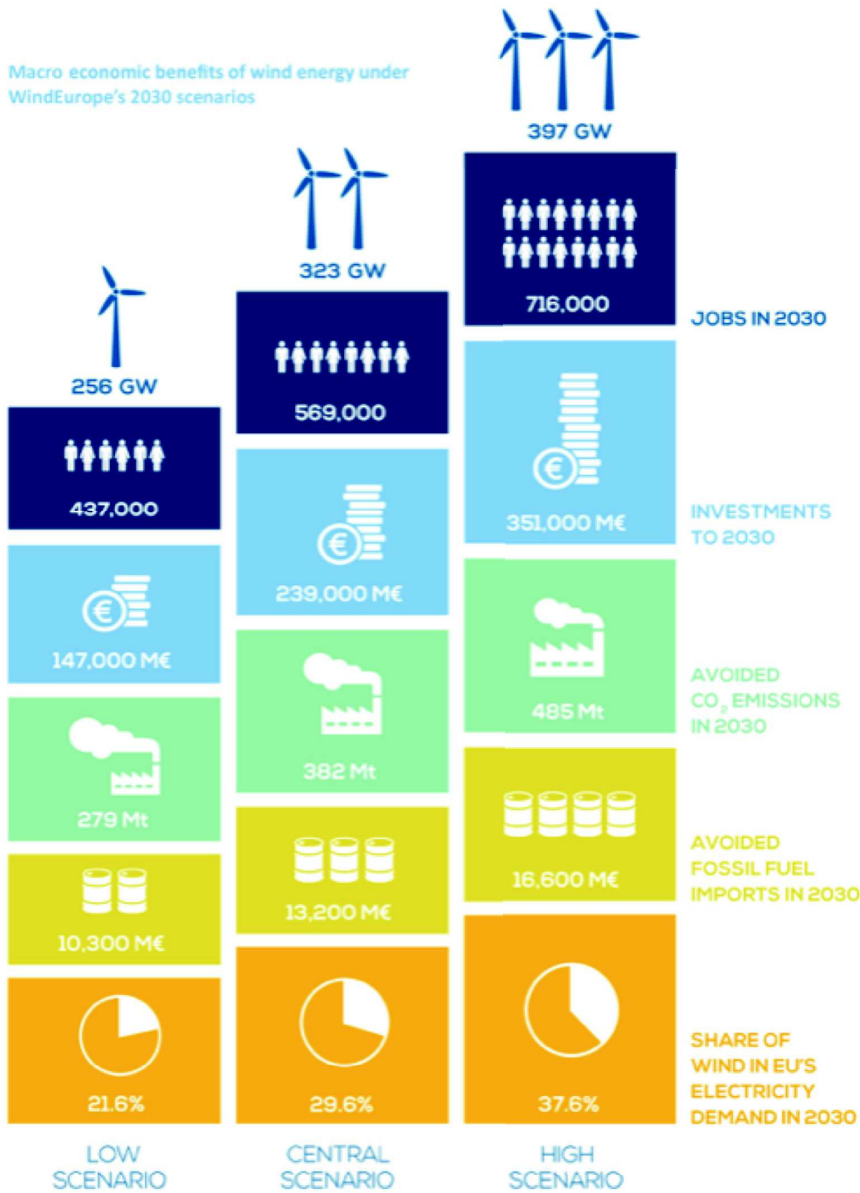 Macro economic benefits of wind energy under
WindEurope's 2030 scenarios
256 GW
437,000
147,000 M€
€
279 Mt
10,300 M€
21.6%
LOW
SCENARIO
323 GW
569,000
€
239,000 M€
382 Mt
13,200 M€
29.6%
CENTRAL
SCENARIO
397 GW
716,000
€
351,000 M€
485 Mt
16,600 M€
37.6%
HIGH
SCENARIO
JOBS IN 2030
INVESTMENTS
TO 2030
AVOIDED
CO₂ EMISSIONS
IN 2030
AVOIDED
FOSSIL FUEL
IMPORTS IN 2030
SHARE OF
WIND IN EU'S
ELECTRICITY
DEMAND IN 2030